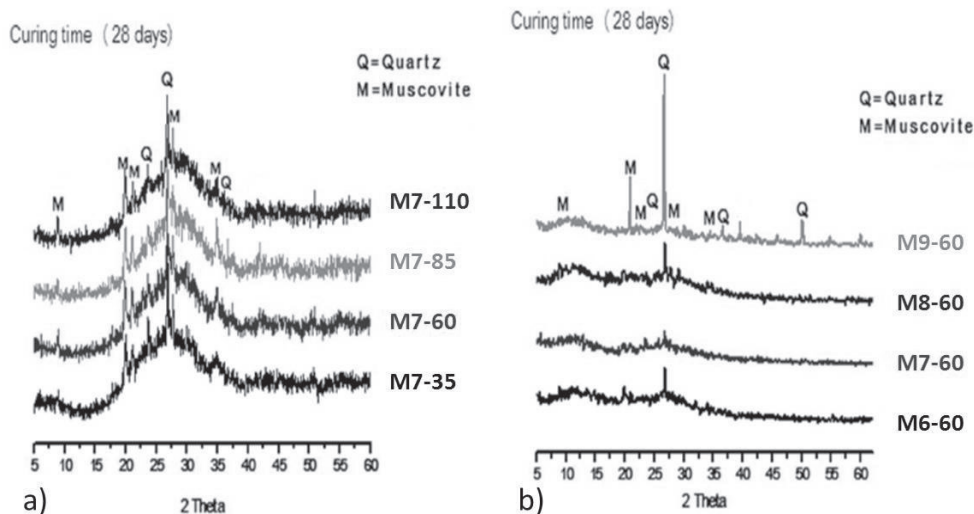 Curing time ( 28 days)
Q=Quartz
M=Muscovite
Q
M
M
M
Q
M
Q
M
M7-110
M7-85
M7-60
M7-35
5 10 15 20 25 30 35 40 45 50 55 60
a)
2 Theta
Curing time ( 28 days)
Q=Quartz
M=Muscovite
Q
M
M
M
Q
M
M
Q
Q
M9-60
M8-60
M7-60
M6-60
5 10 15 20 25 30 35 40 45 50 55 60
b)
2 Theta